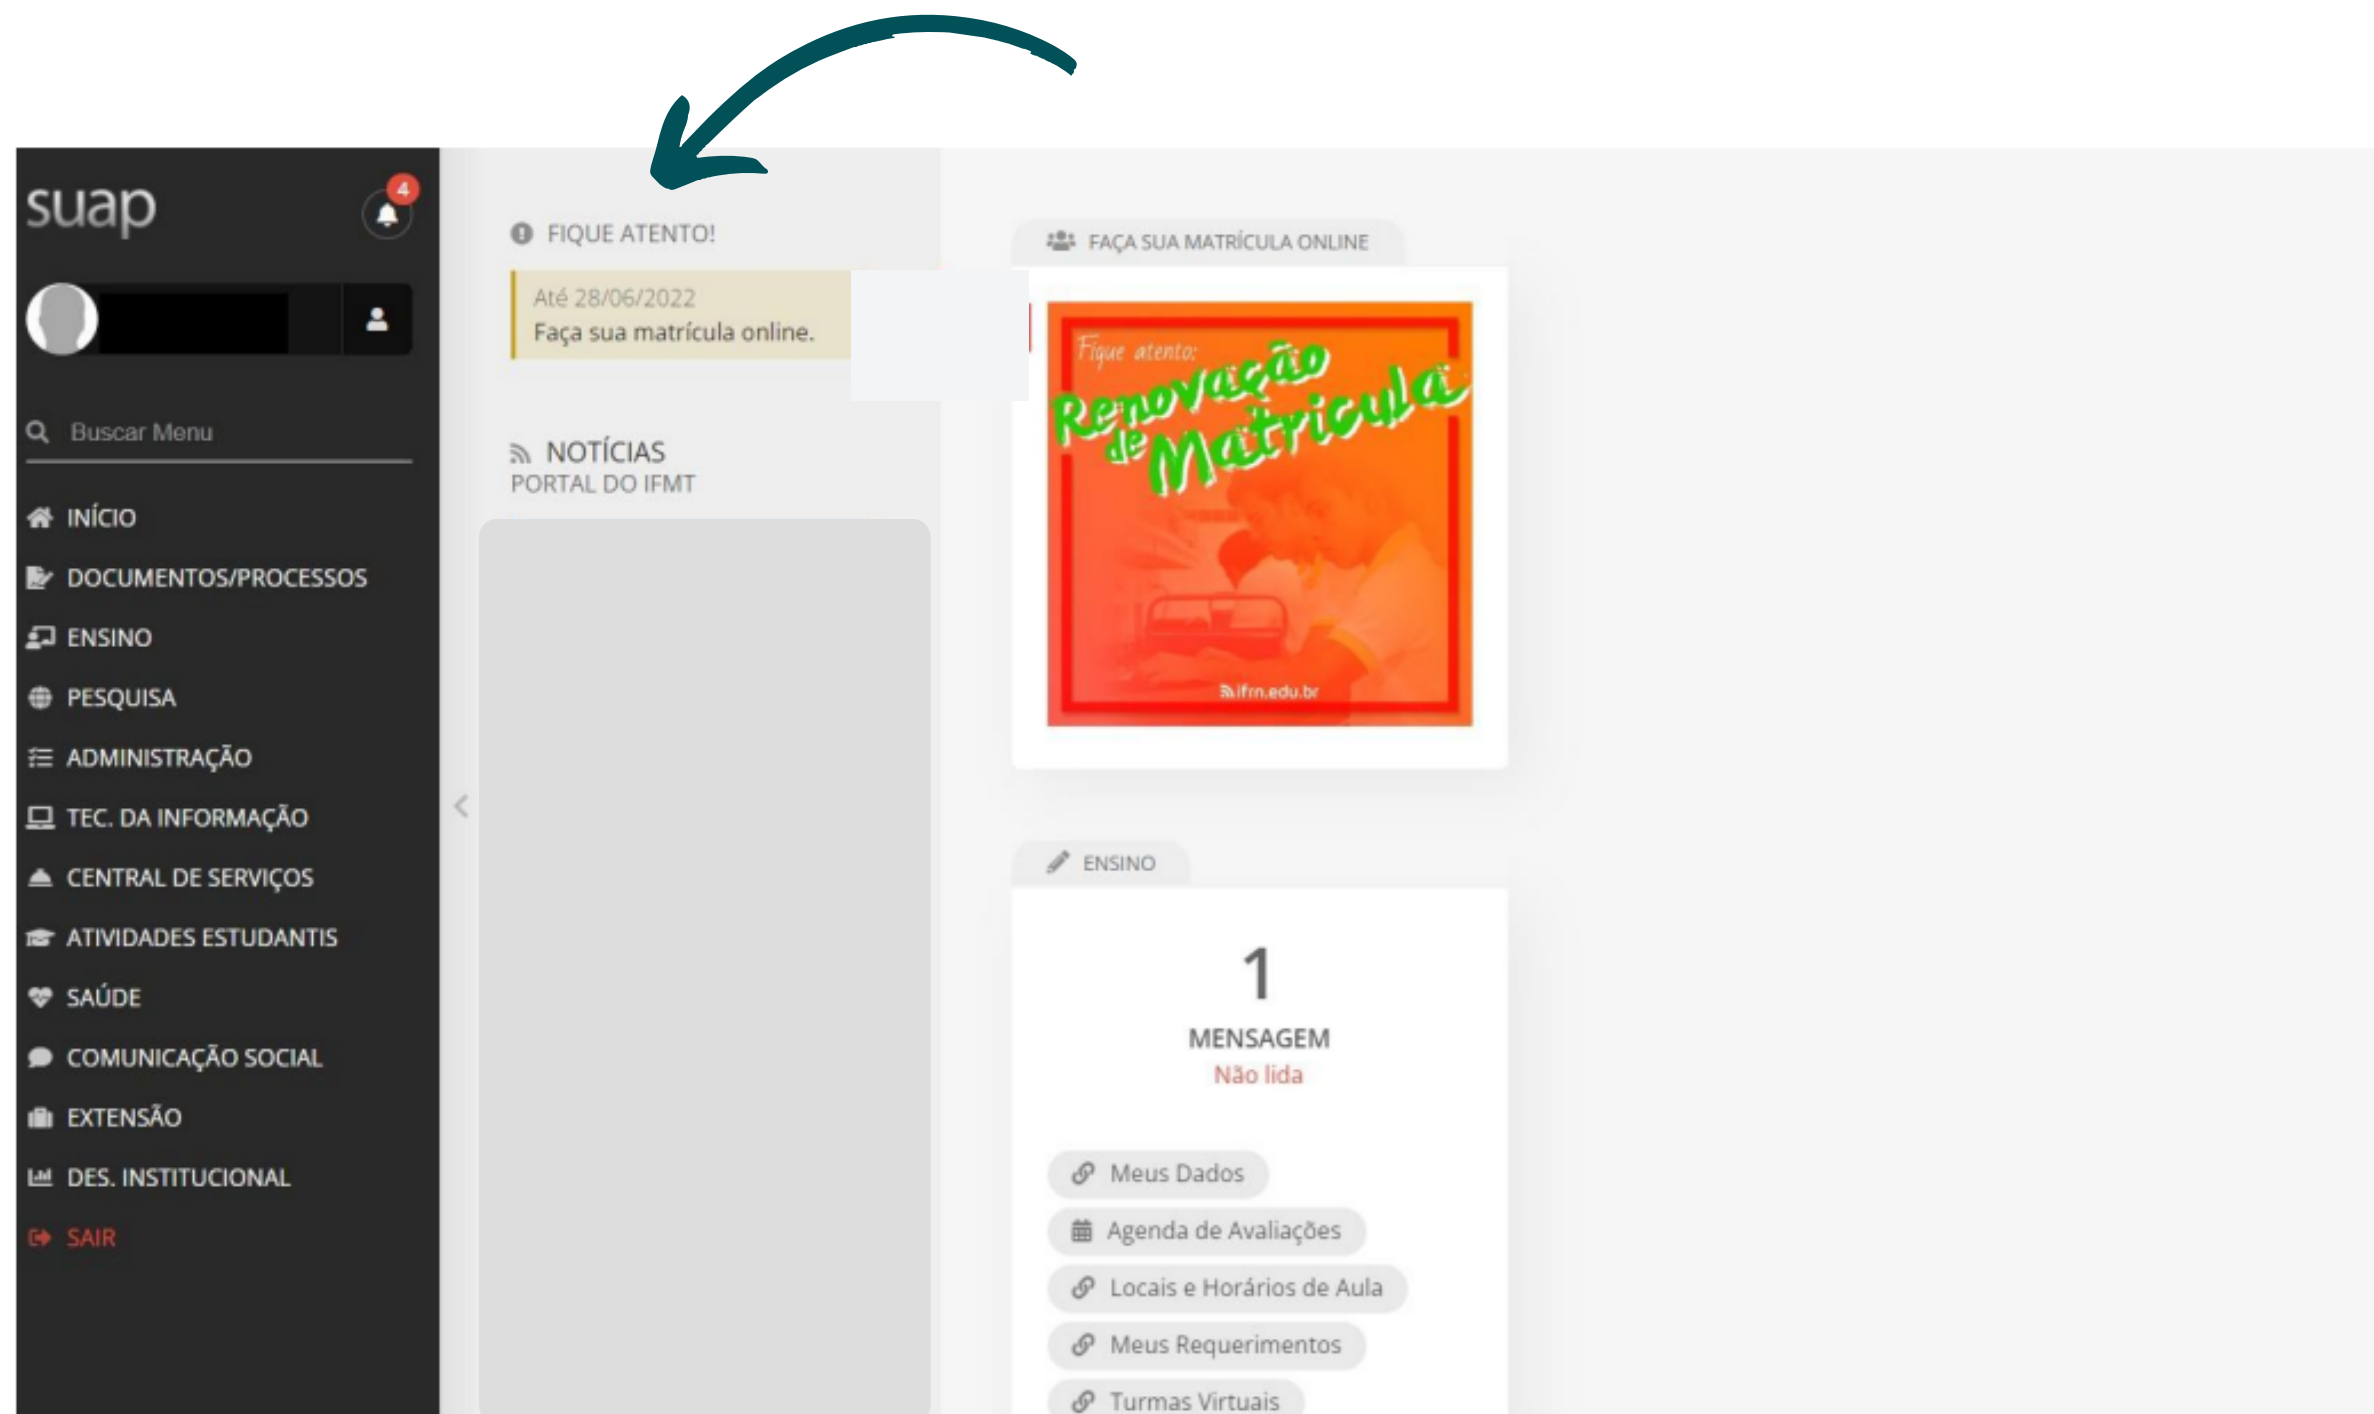 suap
4
Buscar Menu
INÍCIO
DOCUMENTOS/PROCESSOS
ENSINO
PESQUISA
ADMINISTRAÇÃO
TEC. DA INFORMAÇÃO
CENTRAL DE SERVIÇOS
ATIVIDADES ESTUDANTIS
SAÚDE
COMUNICAÇÃO SOCIAL
EXTENSÃO
DES. INSTITUCIONAL
SAIR
FIQUE ATENTO!
Até 28/06/2022
Faça sua matrícula online.
NOTÍCIAS
PORTAL DO IFMT
FAÇA SUA MATRÍCULA ONLINE
Fique atento:
Renovação
de Matricula
ifrn.edu.br
ENSINO
1
MENSAGEM
Não lida
Meus Dados
Agenda de Avaliações
Locais e Horários de Aula
Meus Requerimentos
Turmas Virtuais